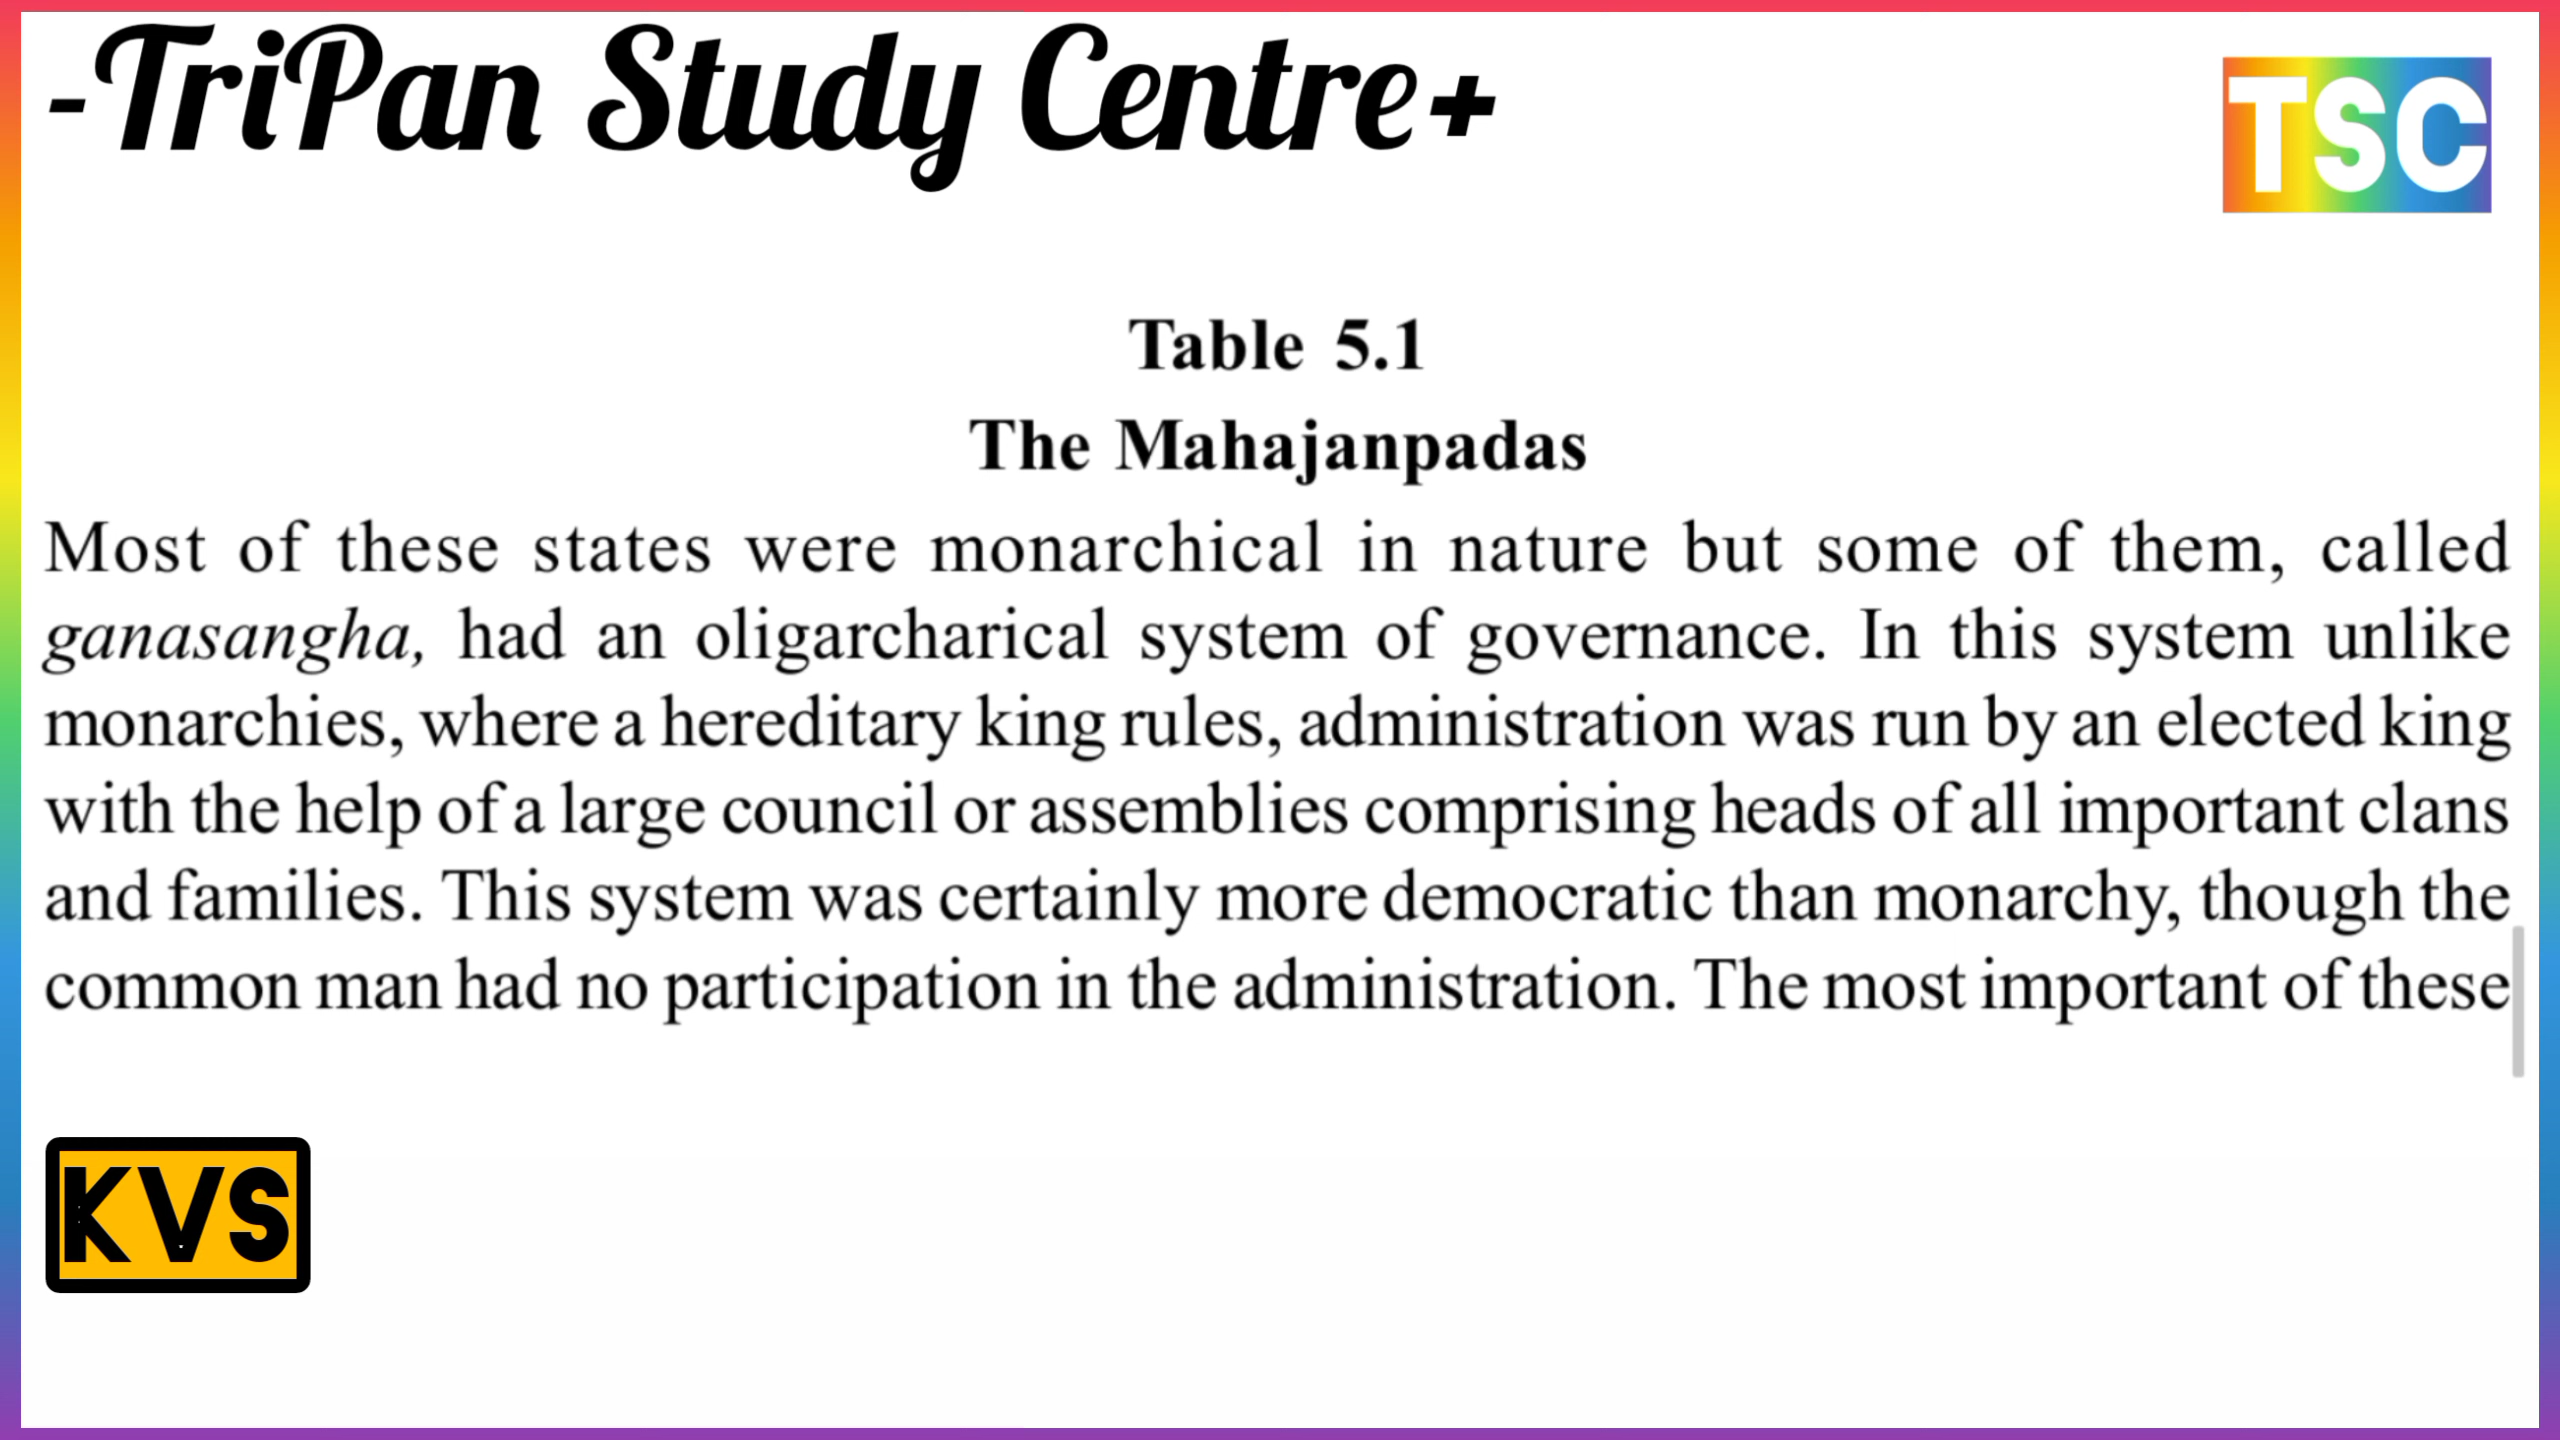 -TriPan Study Centre+
TSC
Table 5.1
The Mahajanpadas
Most of these states were monarchical in nature but some of them, called
ganasangha, had an oligarcharical system of governance. In this system unlike
monarchies, where a hereditary king rules, administration was run by an elected king
with the help of a large council or assemblies comprising heads of all important clans
and families. This system was certainly more democratic than monarchy, though the
common man had no participation in the administration. The most important of these
KVS